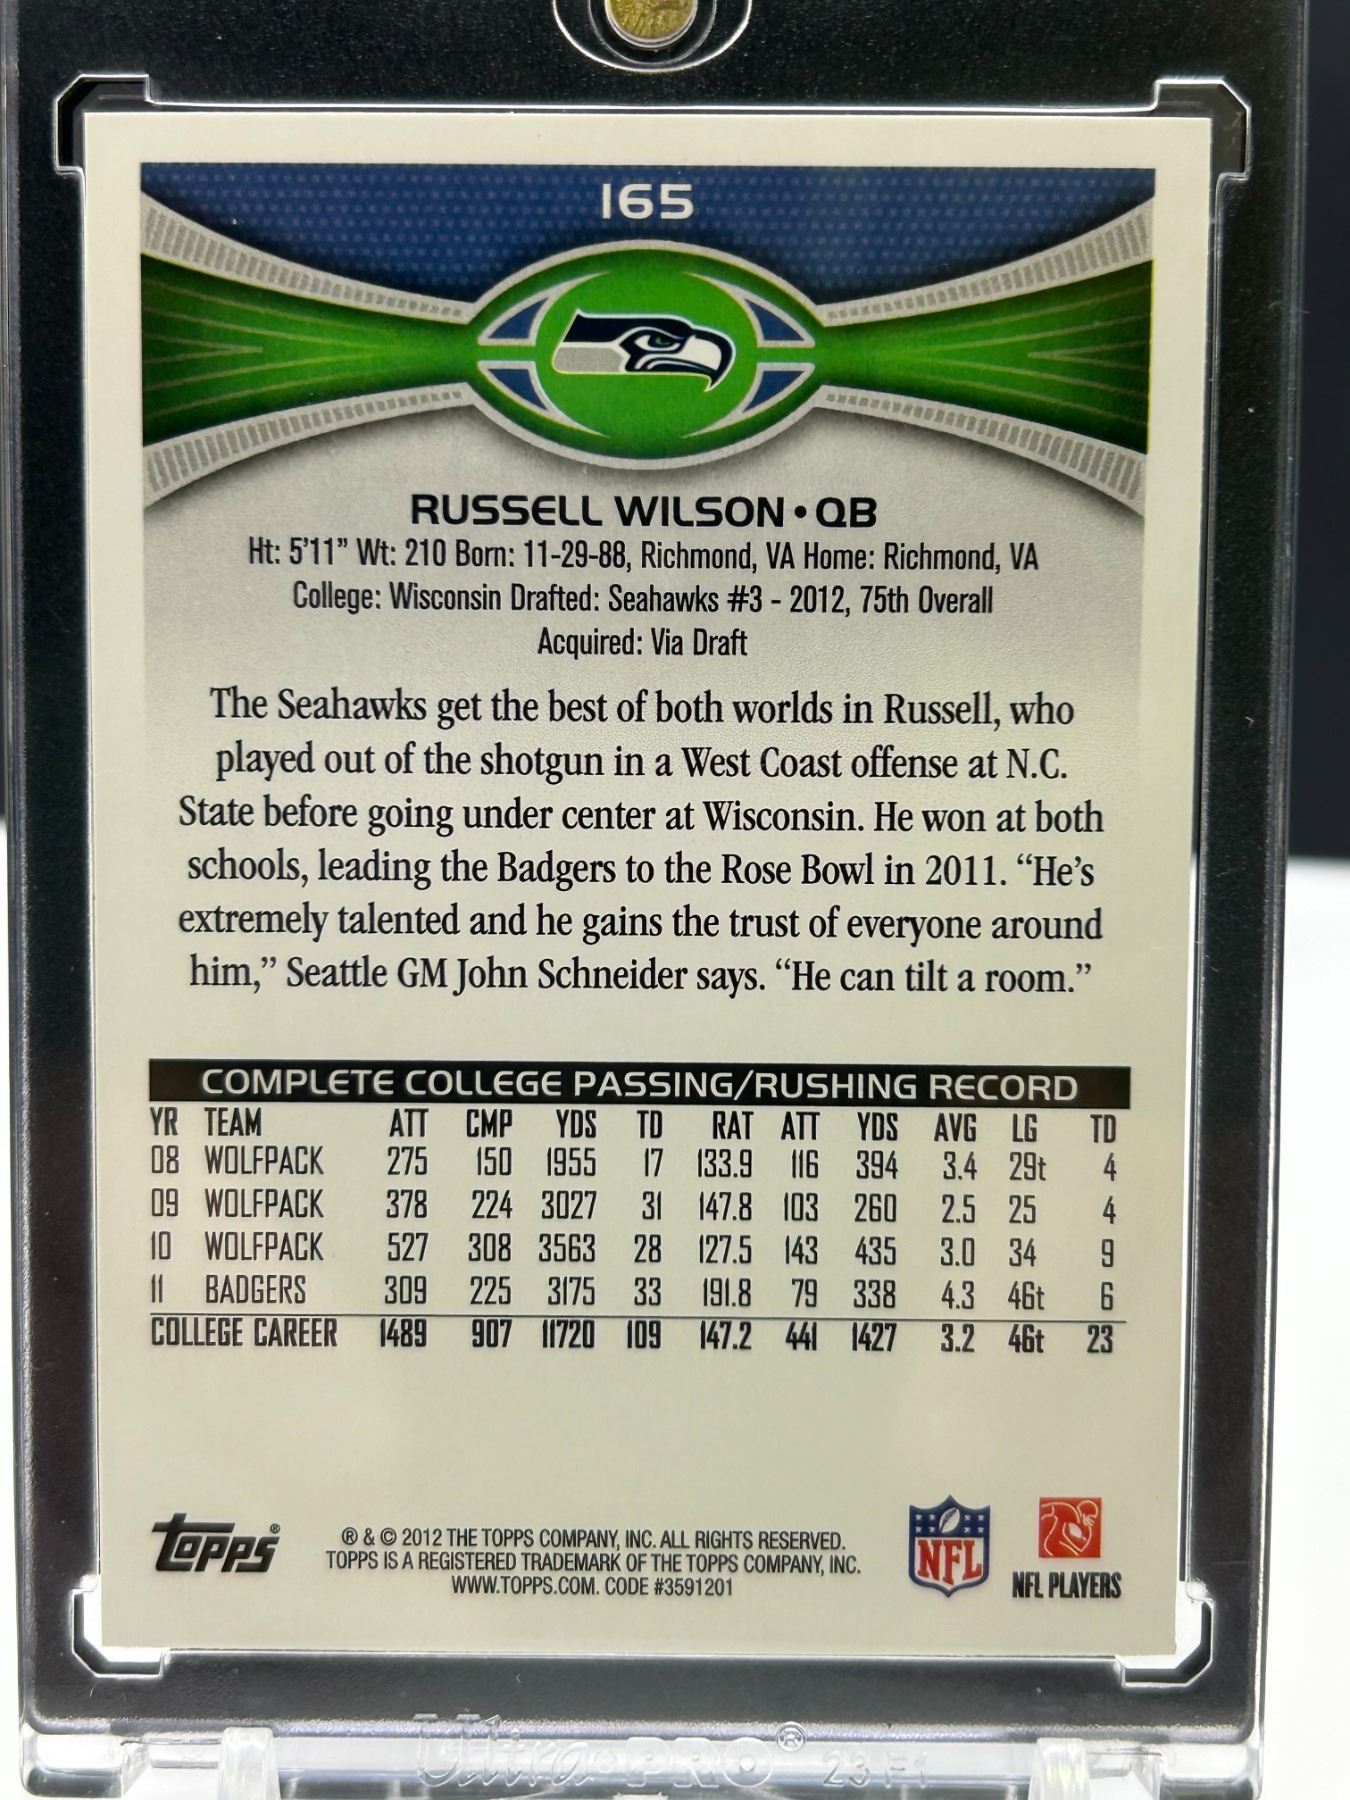 165
RUSSELL WILSON • QB
Ht: 5'11" Wt: 210 Born: 11-29-88, Richmond, VA Home: Richmond, VA
College: Wisconsin Drafted: Seahawks #3 - 2012, 75th Overall
Acquired: Via Draft
The Seahawks get the best of both worlds in Russell, who
played out of the shotgun in a West Coast offense at N.C.
State before going under center at Wisconsin. He won at both
schools, leading the Badgers to the Rose Bowl in 2011. “He’s
extremely talented and he gains the trust of everyone around
him,” Seattle GM John Schneider says. “He can tilt a room.”
COMPLETE COLLEGE PASSING/RUSHING RECORD
YR TEAM ATT CMP YDS TD RAT ATT YDS AVG LG TD
08 WOLFPACK 275 150 1955 17 133.9 116 394 3.4 29t 4
09 WOLFPACK 378 224 3027 31 147.8 103 260 2.5 25 4
10 WOLFPACK 527 308 3563 28 127.5 143 435 3.0 34 9
11 BADGERS 309 225 3175 33 191.8 79 338 4.3 46t 6
COLLEGE CAREER 1489 907 11720 109 147.2 441 1427 3.2 46t 23
TOPPS®
® & © 2012 THE TOPPS COMPANY, INC. ALL RIGHTS RESERVED.
TOPPS IS A REGISTERED TRADEMARK OF THE TOPPS COMPANY, INC.
WWW.TOPPS.COM. CODE #3591201
NFL
NFL PLAYERS
Ultra·PRO® 23F1